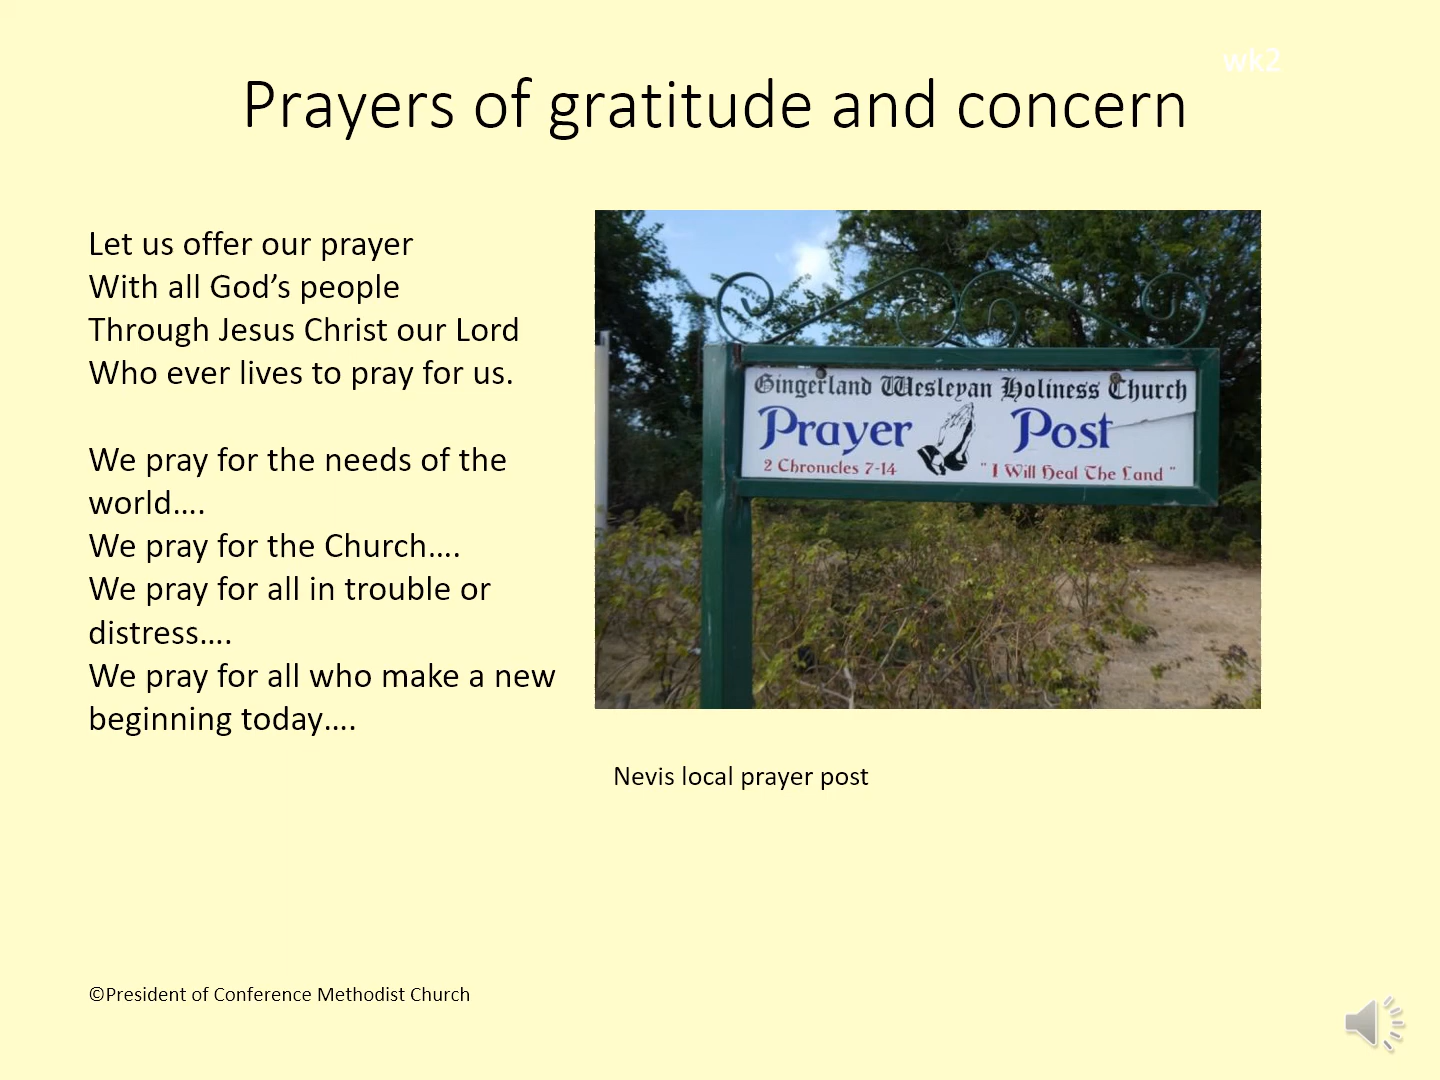 wk2
Prayers of gratitude and concern
Let us offer our prayer
With all God’s people
Through Jesus Christ our Lord
Who ever lives to pray for us.
We pray for the needs of the
world….
We pray for the Church….
We pray for all in trouble or
distress….
We pray for all who make a new
beginning today….
Gingerland Wesleyan Holiness Church
Prayer Post
2 Chronicles 7-14 "I Will Heal The Land"
Nevis local prayer post
©President of Conference Methodist Church